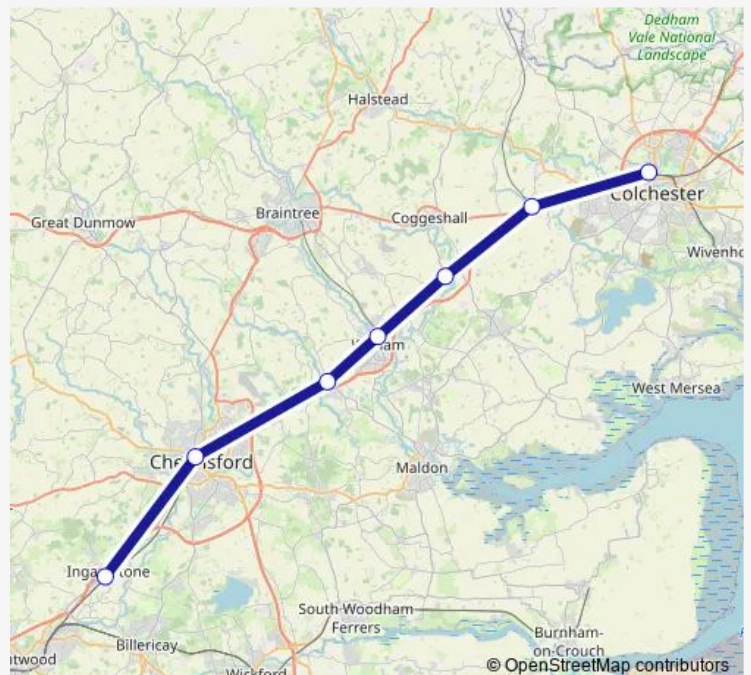 Dedham
Vale National
Landscape
Halstead
Colchester
Great Dunmow
Braintree
Coggeshall
West Mersea
Maldon
South Woodham
Ferrers
Burnham-
on-Crouch
Billericay
Wickford
© OpenStreetMap contributors